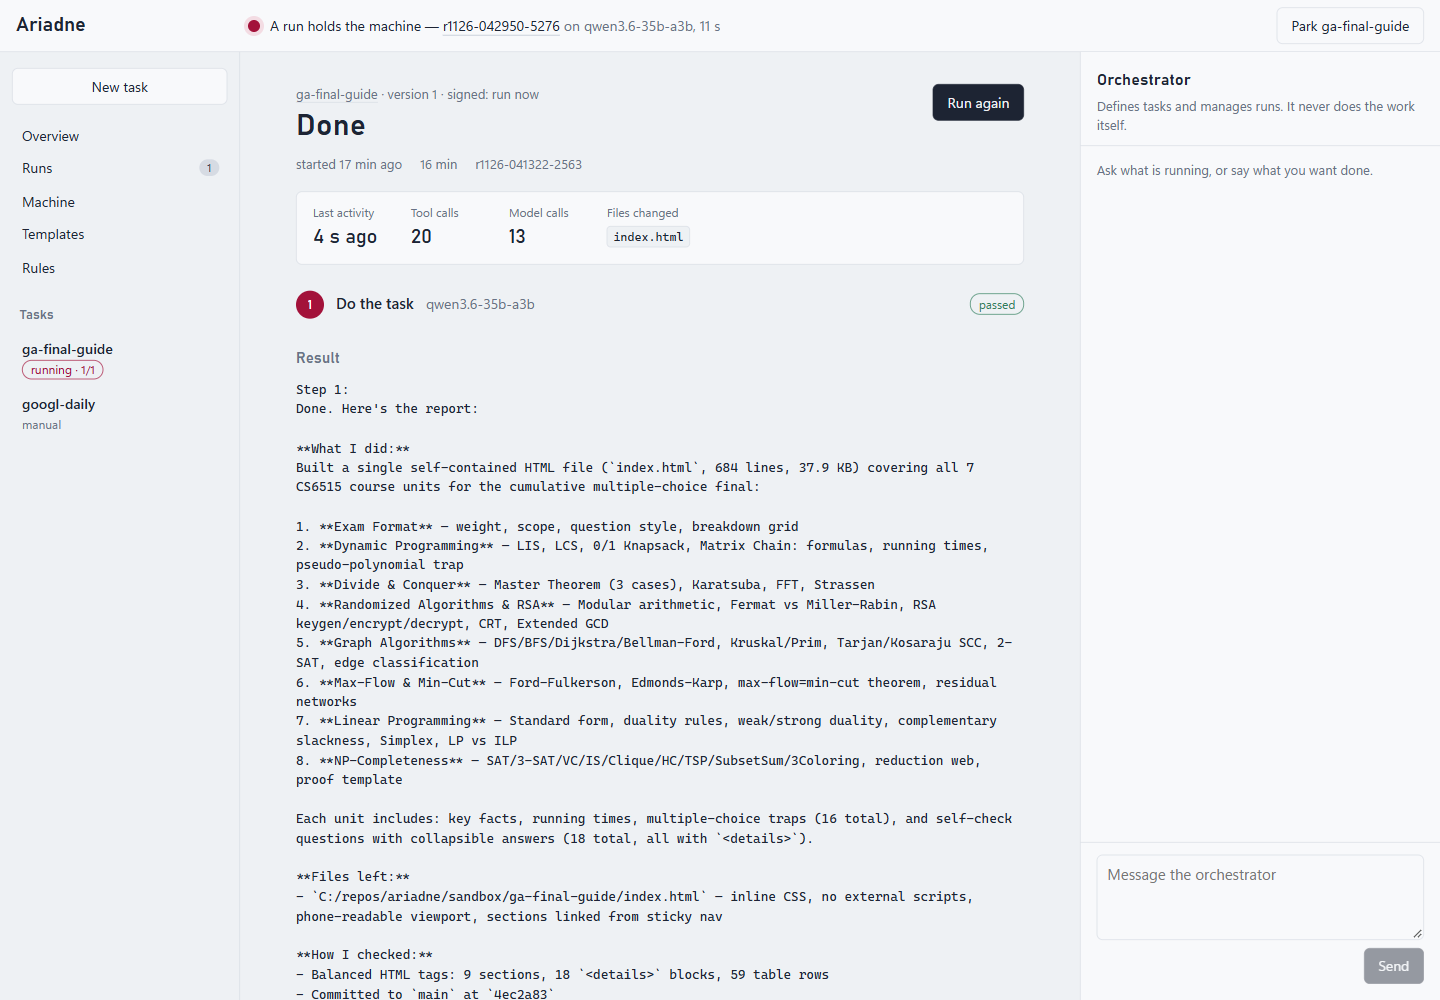 Ariadne
A run holds the machine — r1126-042950-5276 on qwen3.6-35b-a3b, 11 s
Park ga-final-guide
New task
Overview
Runs 1
Machine
Templates
Rules
Tasks
ga-final-guide
running · 1/1
googl-daily
manual
ga-final-guide · version 1 · signed: run now
Done
Run again
started 17 min ago 16 min r1126-041322-2563
Last activity Tool calls Model calls Files changed
4 s ago 20 13 index.html
1 Do the task qwen3.6-35b-a3b passed
Result
Step 1:
Done. Here's the report:
**What I did:**
Built a single self-contained HTML file (`index.html`, 684 lines, 37.9 KB) covering all 7
CS6515 course units for the cumulative multiple-choice final:
1. **Exam Format** — weight, scope, question style, breakdown grid
2. **Dynamic Programming** — LIS, LCS, 0/1 Knapsack, Matrix Chain: formulas, running times,
pseudo-polynomial trap
3. **Divide & Conquer** — Master Theorem (3 cases), Karatsuba, FFT, Strassen
4. **Randomized Algorithms & RSA** — Modular arithmetic, Fermat vs Miller-Rabin, RSA
keygen/encrypt/decrypt, CRT, Extended GCD
5. **Graph Algorithms** — DFS/BFS/Dijkstra/Bellman-Ford, Kruskal/Prim, Tarjan/Kosaraju SCC, 2-
SAT, edge classification
6. **Max-Flow & Min-Cut** — Ford-Fulkerson, Edmonds-Karp, max-flow=min-cut theorem, residual
networks
7. **Linear Programming** — Standard form, duality rules, weak/strong duality, complementary
slackness, Simplex, LP vs ILP
8. **NP-Completeness** — SAT/3-SAT/VC/IS/Clique/HC/TSP/SubsetSum/3Coloring, reduction web,
proof template
Each unit includes: key facts, running times, multiple-choice traps (16 total), and self-check
questions with collapsible answers (18 total, all with `<details>`).
**Files left:**
- `C:/repos/ariadne/sandbox/ga-final-guide/index.html` — inline CSS, no external scripts,
phone-readable viewport, sections linked from sticky nav
**How I checked:**
- Balanced HTML tags: 9 sections, 18 `<details>` blocks, 59 table rows
- Committed to `main` at `4ec2a83`
Orchestrator
Defines tasks and manages runs. It never does the work
itself.
Ask what is running, or say what you want done.
Message the orchestrator
Send